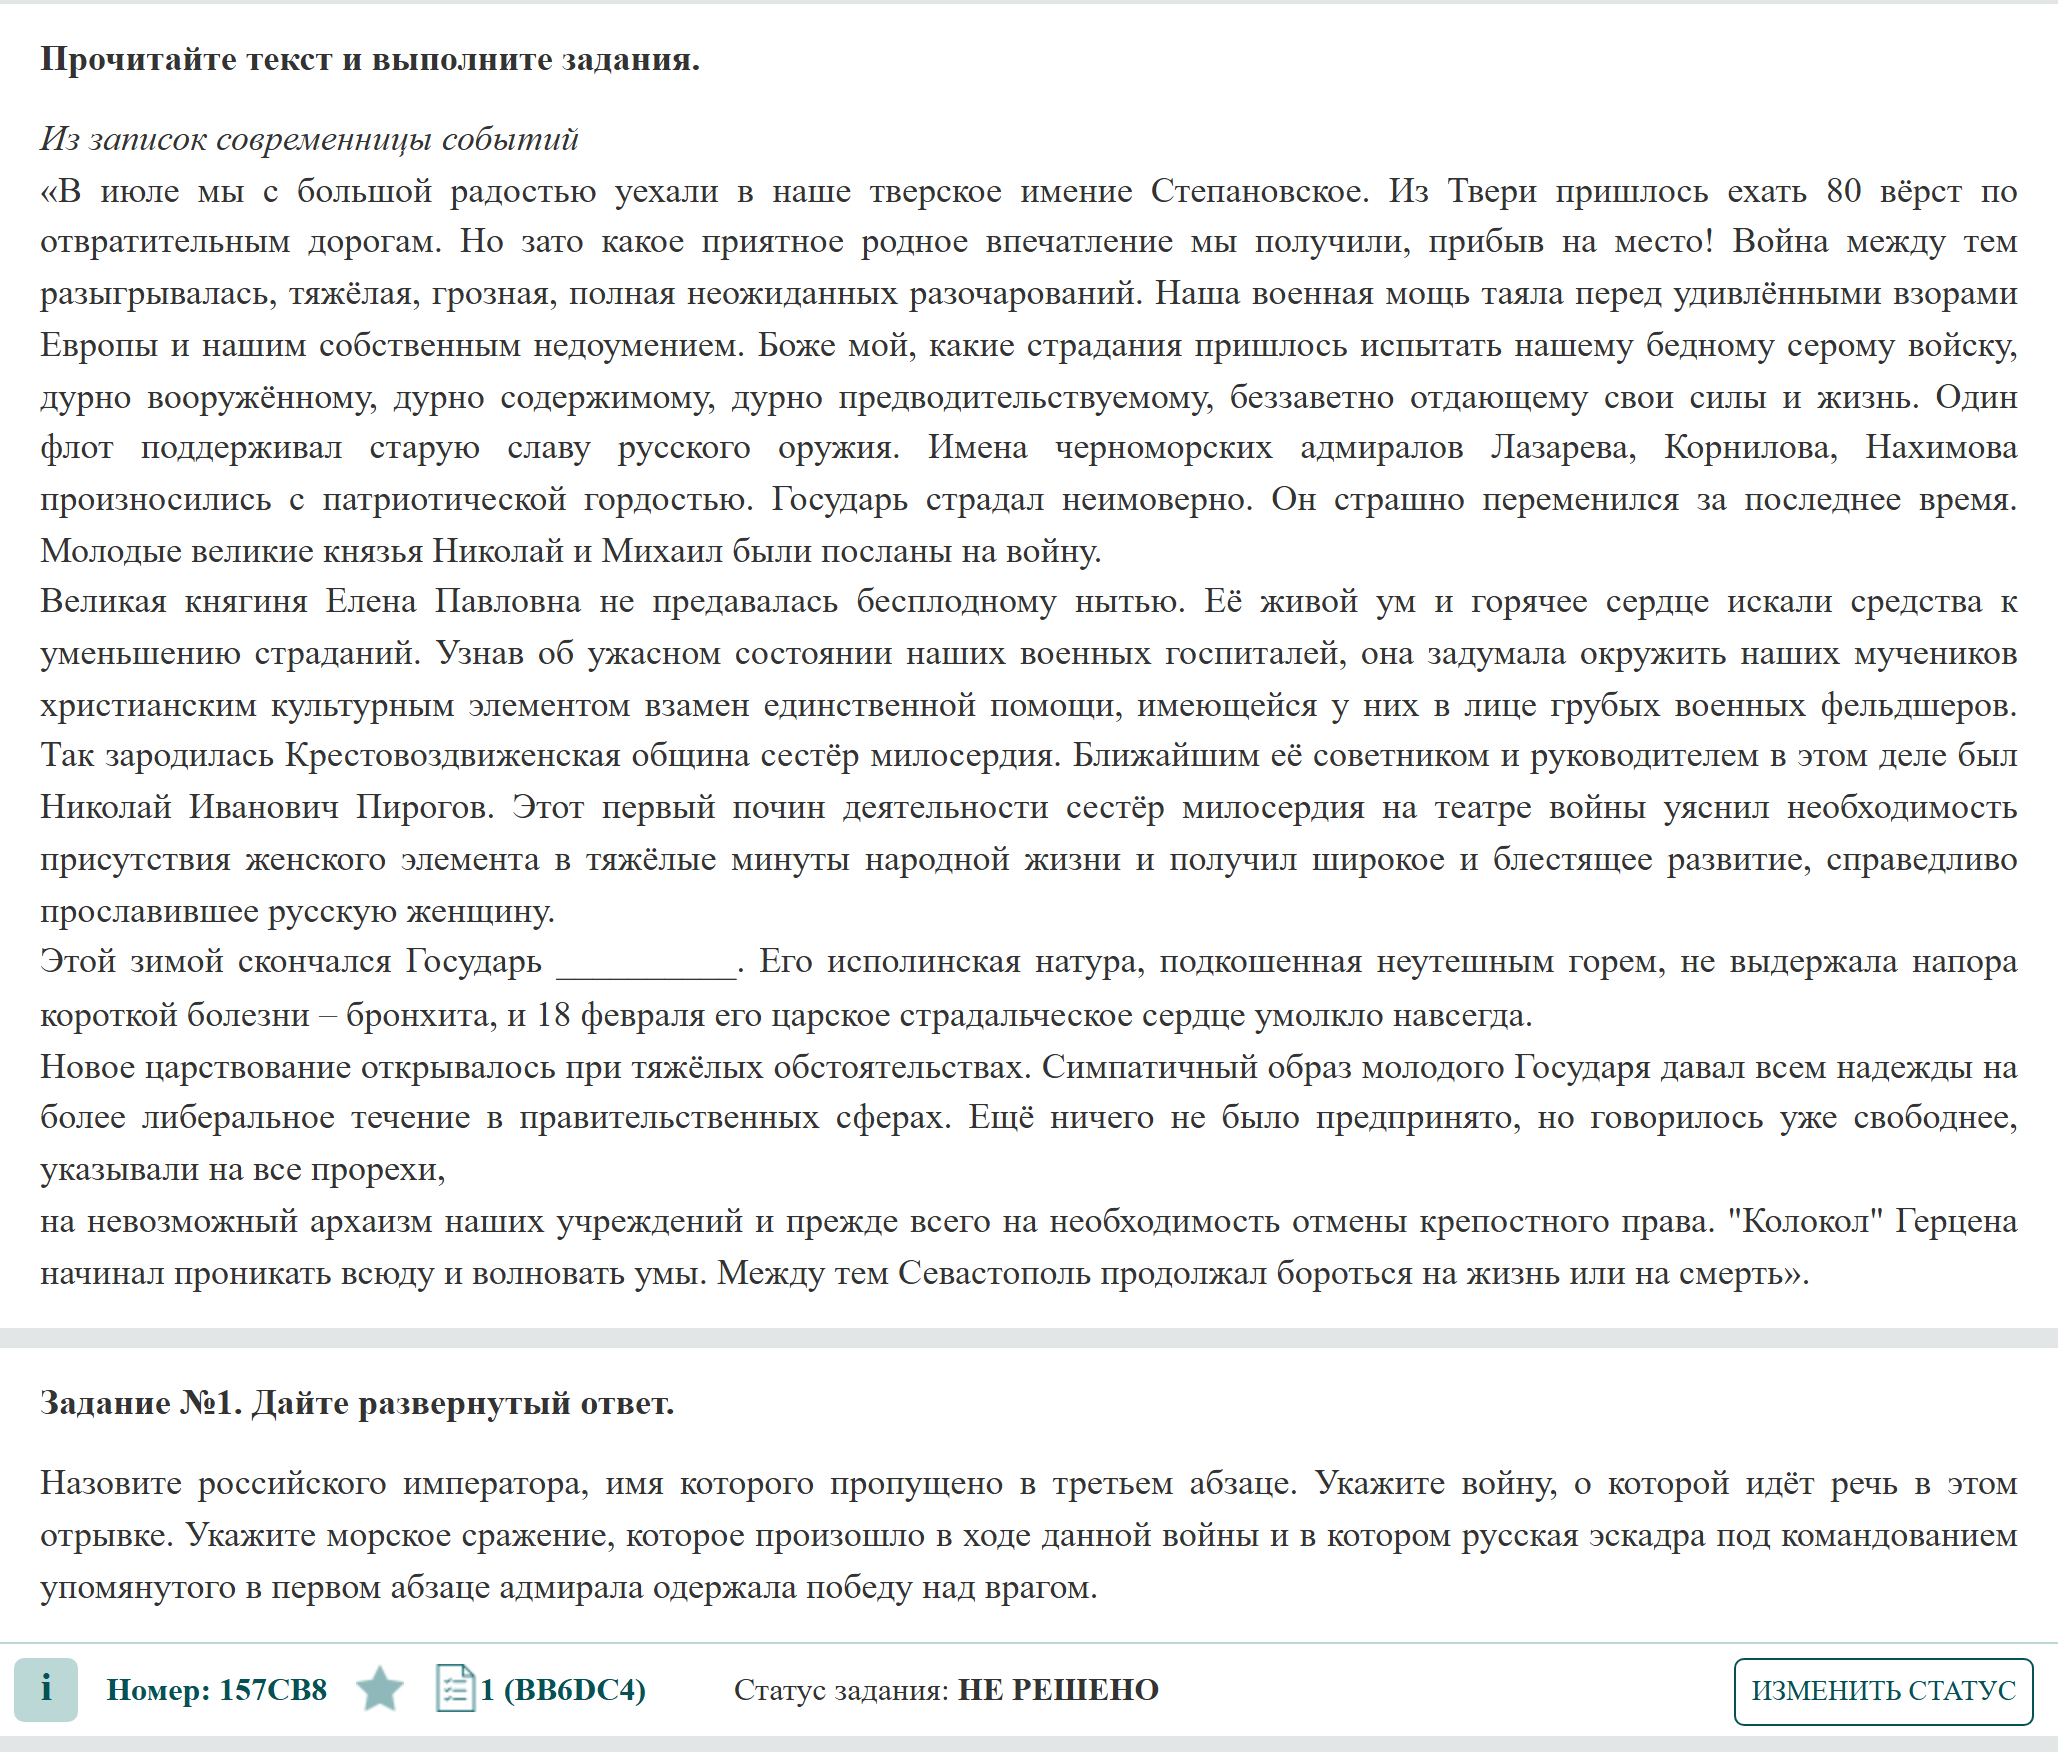 Прочитайте текст и выполните задания.
Из записок современницы событий
«В июле мы с большой радостью уехали в наше тверское имение Степановское. Из Твери пришлось ехать 80 вёрст по
отвратительным дорогам. Но зато какое приятное родное впечатление мы получили, прибыв на место! Война между тем
разыгрывалась, тяжёлая, грозная, полная неожиданных разочарований. Наша военная мощь таяла перед удивлёнными взорами
Европы и нашим собственным недоумением. Боже мой, какие страдания пришлось испытать нашему бедному серому войску,
дурно вооружённому, дурно содержимому, дурно предводительствуемому, беззаветно отдающему свои силы и жизнь. Один
флот поддерживал старую славу русского оружия. Имена черноморских адмиралов Лазарева, Корнилова, Нахимова
произносились с патриотической гордостью. Государь страдал неимоверно. Он страшно переменился за последнее время.
Молодые великие князья Николай и Михаил были посланы на войну.
Великая княгиня Елена Павловна не предавалась бесплодному нытью. Её живой ум и горячее сердце искали средства к
уменьшению страданий. Узнав об ужасном состоянии наших военных госпиталей, она задумала окружить наших мучеников
христианским культурным элементом взамен единственной помощи, имеющейся у них в лице грубых военных фельдшеров.
Так зародилась Крестовоздвиженская община сестёр милосердия. Ближайшим её советником и руководителем в этом деле был
Николай Иванович Пирогов. Этот первый почин деятельности сестёр милосердия на театре войны уяснил необходимость
присутствия женского элемента в тяжёлые минуты народной жизни и получил широкое и блестящее развитие, справедливо
прославившее русскую женщину.
Этой зимой скончался Государь __________. Его исполинская натура, подкошенная неутешным горем, не выдержала напора
короткой болезни – бронхита, и 18 февраля его царское страдальческое сердце умолкло навсегда.
Новое царствование открывалось при тяжёлых обстоятельствах. Симпатичный образ молодого Государя давал всем надежды на
более либеральное течение в правительственных сферах. Ещё ничего не было предпринято, но говорилось уже свободнее,
указывали на все прорехи,
на невозможный архаизм наших учреждений и прежде всего на необходимость отмены крепостного права. "Колокол" Герцена
начинал проникать всюду и волновать умы. Между тем Севастополь продолжал бороться на жизнь или на смерть».
Задание №1. Дайте развернутый ответ.
Назовите российского императора, имя которого пропущено в третьем абзаце. Укажите войну, о которой идёт речь в этом
отрывке. Укажите морское сражение, которое произошло в ходе данной войны и в котором русская эскадра под командованием
упомянутого в первом абзаце адмирала одержала победу над врагом.
i Номер: 157CB8 1 (BB6DC4) Статус задания: НЕ РЕШЕНО ИЗМЕНИТЬ СТАТУС